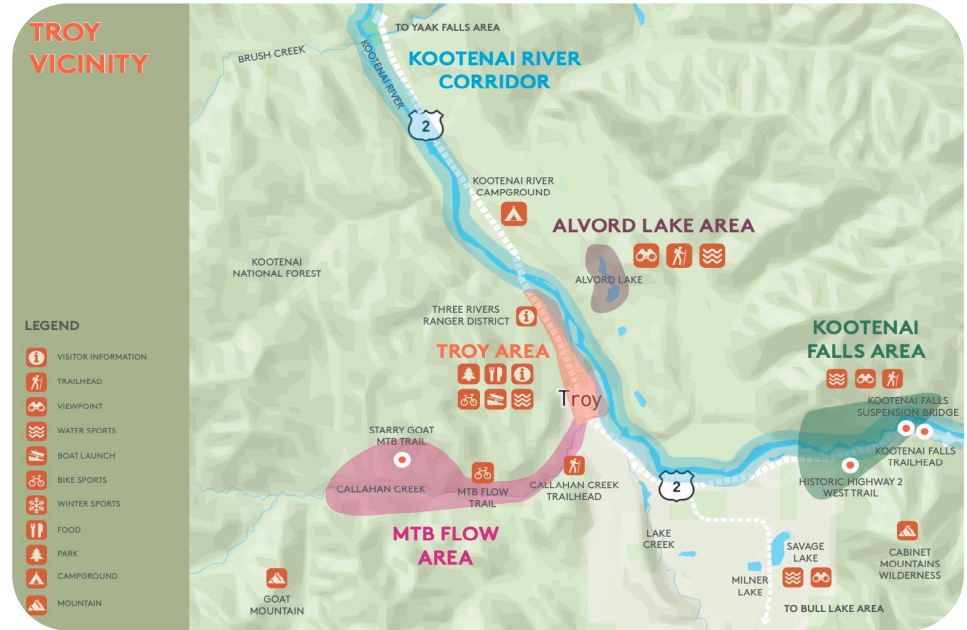 TROY
VICINITY
LEGEND
VISITOR INFORMATION
TRAILHEAD
VIEWPOINT
WATER SPORTS
BOAT LAUNCH
BIKE SPORTS
WINTER SPORTS
FOOD
PARK
CAMPGROUND
MOUNTAIN
TO YAAK FALLS AREA
BRUSH CREEK
KOOTENAI RIVER
KOOTENAI RIVER
CORRIDOR
2
KOOTENAI RIVER
CAMPGROUND
ALVORD LAKE AREA
KOOTENAI
NATIONAL FOREST
ALVORD LAKE
THREE RIVERS
RANGER DISTRICT
TROY AREA
Troy
KOOTENAI
FALLS AREA
KOOTENAI FALLS
SUSPENSION BRIDGE
KOOTENAI FALLS
TRAILHEAD
HISTORIC HIGHWAY 2
WEST TRAIL
STARRY GOAT
MTB TRAIL
CALLAHAN CREEK
MTB FLOW
TRAIL
CALLAHAN CREEK
TRAILHEAD
2
MTB FLOW
AREA
LAKE
CREEK
SAVAGE
LAKE
MILNER
LAKE
CABINET
MOUNTAINS
WILDERNESS
GOAT
MOUNTAIN
TO BULL LAKE AREA